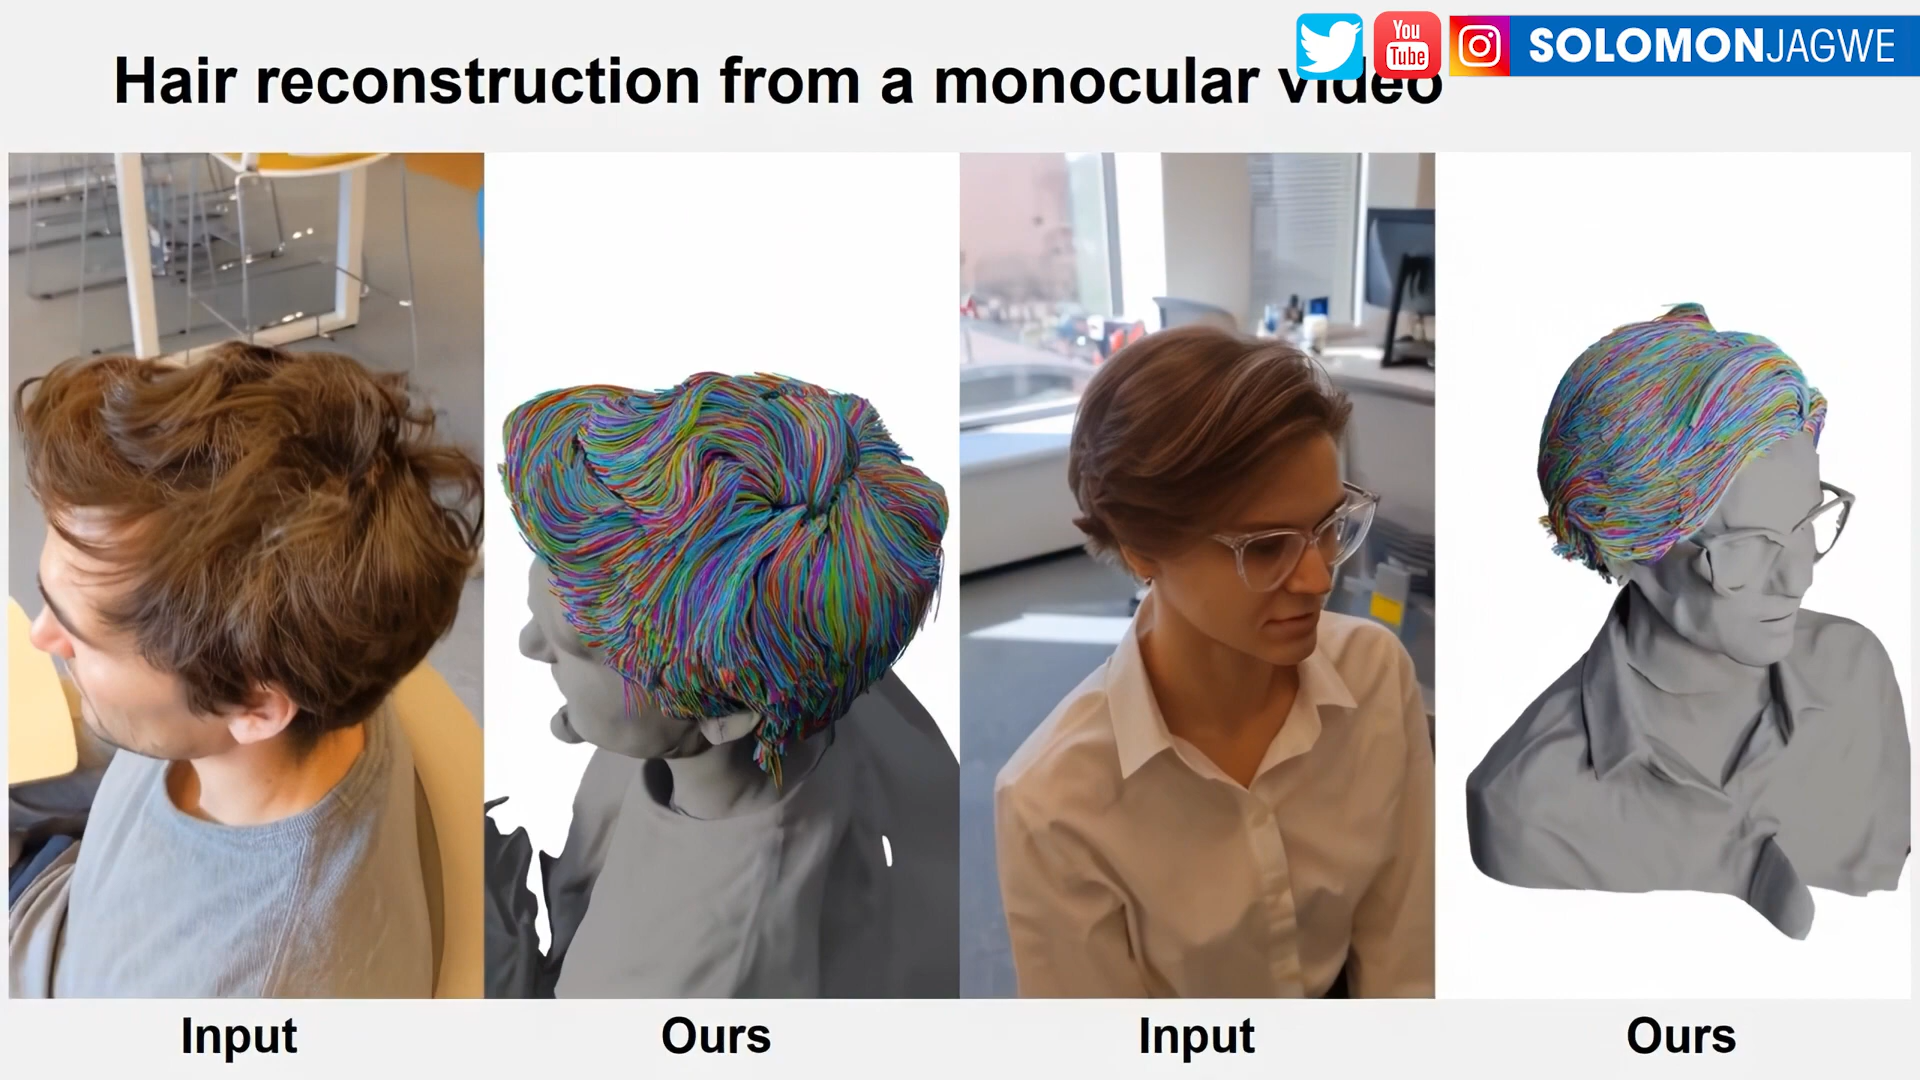 SOLOMONJAGWE
You
Tube
Hair reconstruction from a monocular video
Input
Ours
Input
Ours